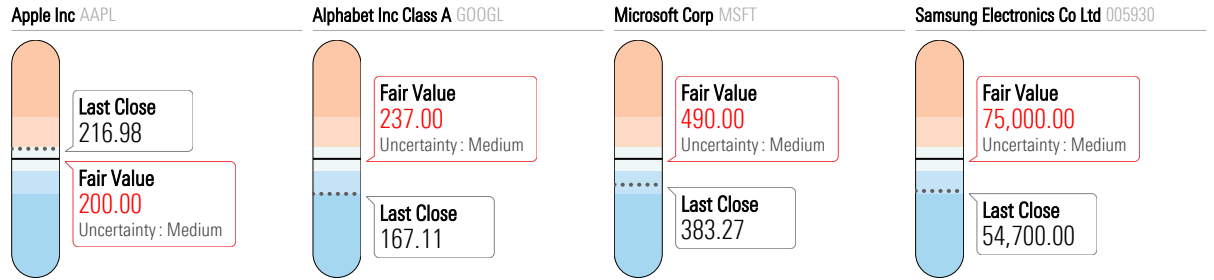 Apple Inc AAPL
Last Close
216.98
Fair Value
200.00
Uncertainty : Medium
Alphabet Inc Class A GOOGL
Fair Value
237.00
Uncertainty : Medium
Last Close
167.11
Microsoft Corp MSFT
Fair Value
490.00
Uncertainty : Medium
Last Close
383.27
Samsung Electronics Co Ltd 005930
Fair Value
75,000.00
Uncertainty : Medium
Last Close
54,700.00